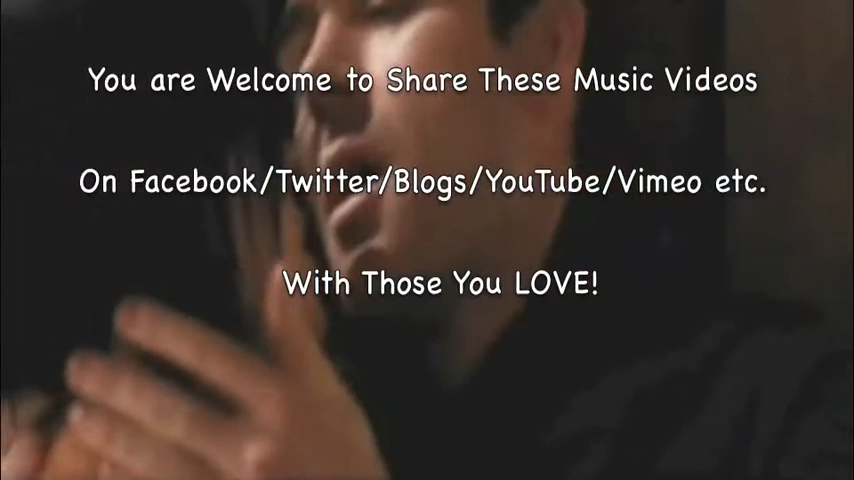 You are Welcome to Share These Music Videos
On Facebook/Twitter/Blogs/YouTube/Vimeo etc.
With Those You LOVE!